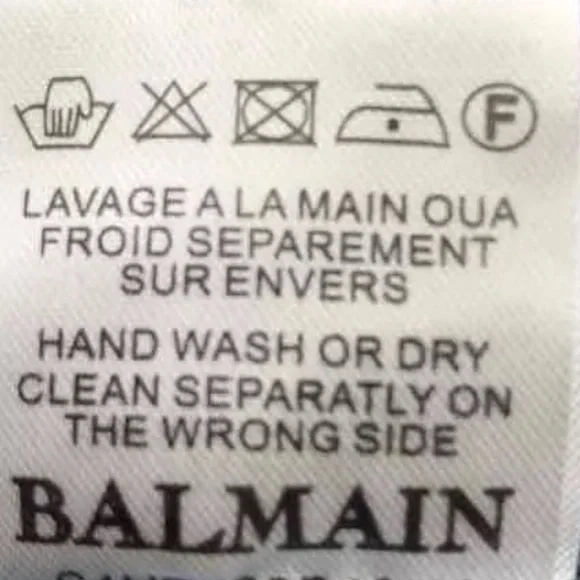 F
LAVAGE A LA MAIN OUA
FROID SEPAREMENT
SUR ENVERS
HAND WASH OR DRY
CLEAN SEPARATLY ON
THE WRONG SIDE
BALMAIN